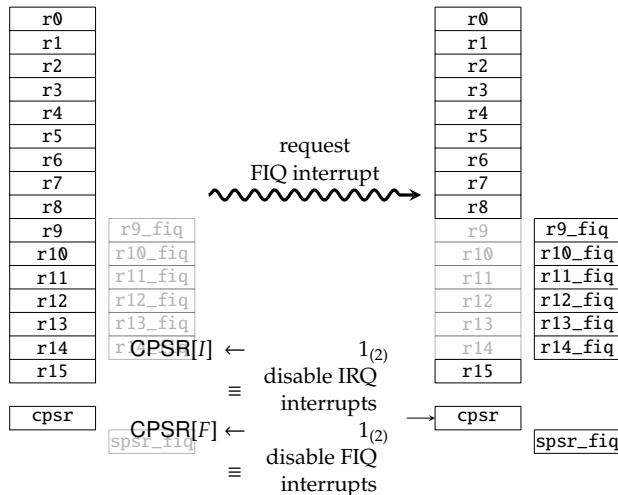 r0
r1
r2
r3
r4
r5
r6
r7
r8
r9
r10
r11
r12
r13
r14
r15
cpsr
r9_fiq
r10_fiq
r11_fiq
r12_fiq
r13_fiq
r14_fiq
spsr_fiq
request
FIQ interrupt
CPSR[I] ← 1(2)
≡ disable IRQ
interrupts
CPSR[F] ← 1(2)
≡ disable FIQ
interrupts
r0
r1
r2
r3
r4
r5
r6
r7
r8
r9
r10
r11
r12
r13
r14
r15
cpsr
r9_fiq
r10_fiq
r11_fiq
r12_fiq
r13_fiq
r14_fiq
spsr_fiq